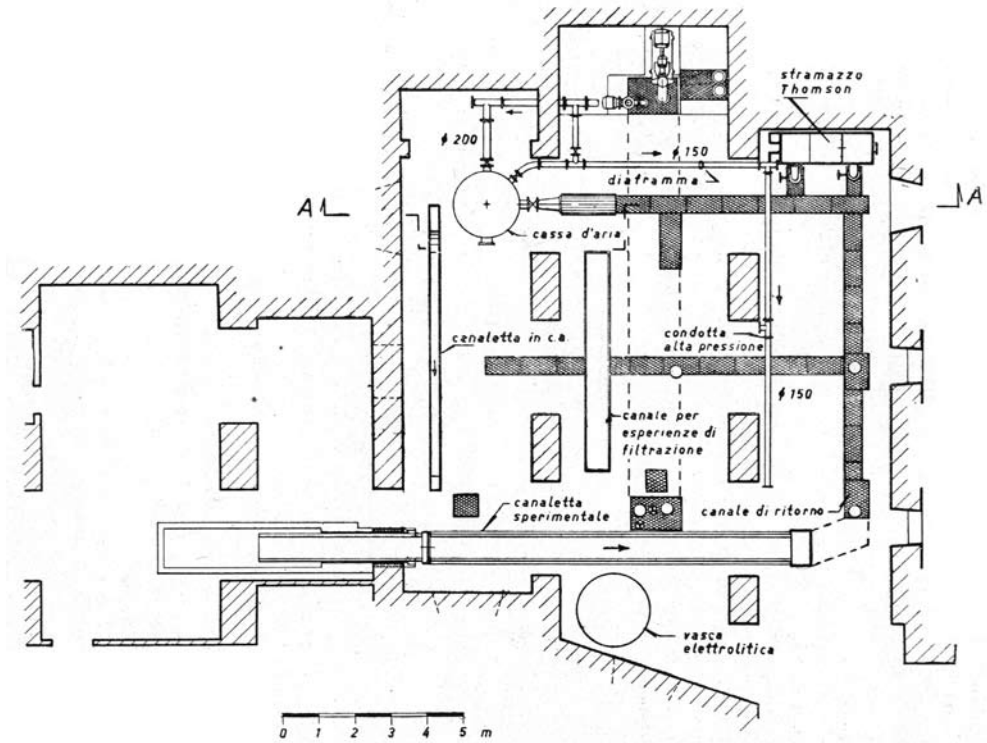 stramazzo
Thomson
ϕ 200
ϕ 150
diaframma
A
A
cassa d'aria
canaletta in c.a.
condotta
alta pressione
ϕ 150
canale per
esperienze di
filtrazione
canaletta
sperimentale
canale di ritorno
vasca
elettrolitica
0 1 2 3 4 5 m